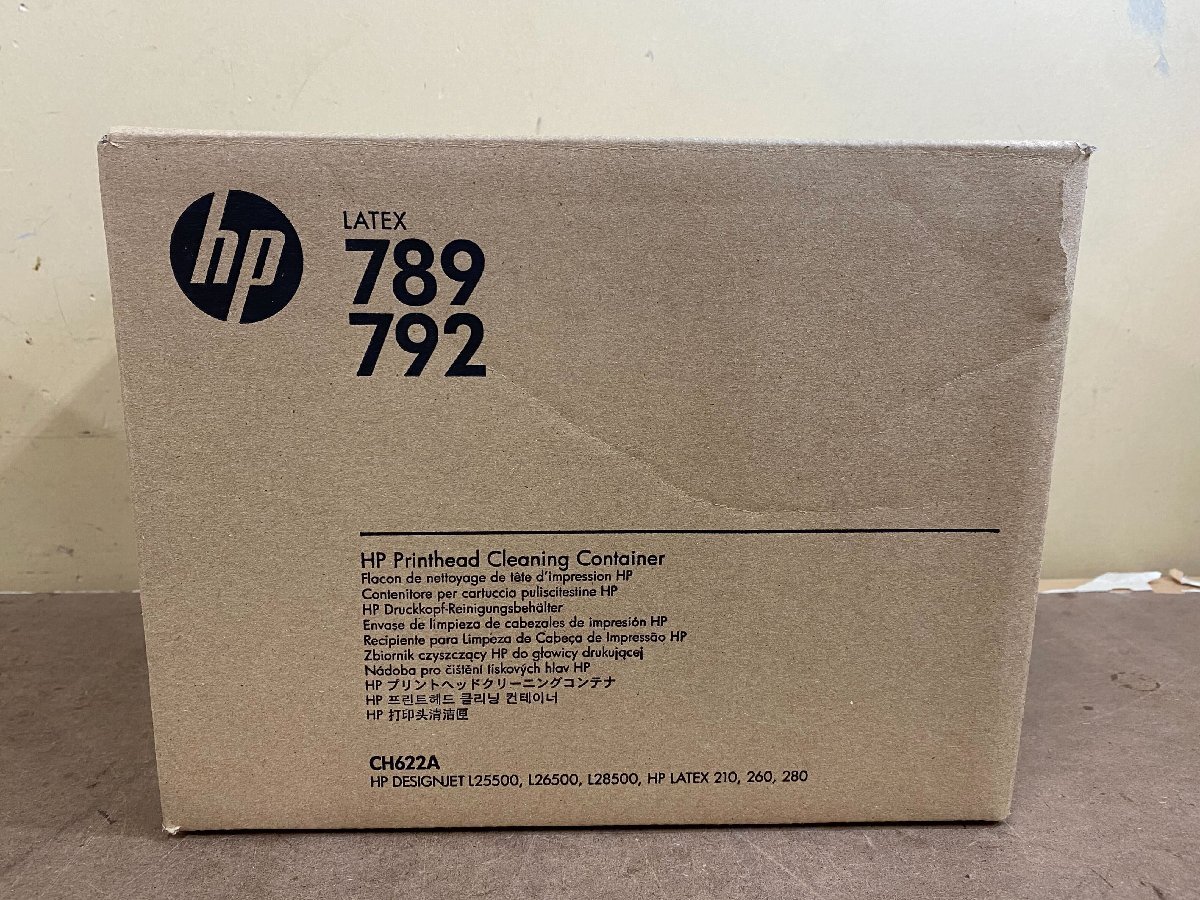 hp
LATEX
789
792
HP Printhead Cleaning Container
Flacon de nettoyage de tête d'impression HP
Contenitore per cartuccia puliscitestine HP
HP Druckkopf-Reinigungsbehälter
Envase de limpieza de cabezales de impresión HP
Recipiente para Limpeza de Cabeça de Impressão HP
Zbiornik czyszczący HP do głowicy drukującej
Nádoba pro čištění tiskových hlav HP
HP プリントヘッドクリーニングコンテナ
HP 프린트헤드 클리닝 컨테이너
HP 打印头清洁匣
CH622A
HP DESIGNJET L25500, L26500, L28500, HP LATEX 210, 260, 280